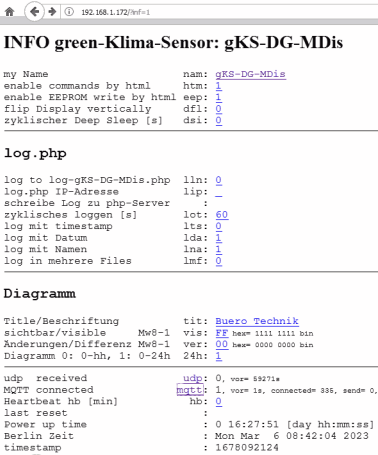 192.168.1.172/?inf=1
INFO green-Klima-Sensor: gKS-DG-MDis
my Name nam: gKS-DG-MDis
enable commands by html htm: 1
enable EEPROM write by html eep: 1
flip Display vertically dfl: 0
zyklischer Deep Sleep [s] dsi: 0
log.php
log to log-gKS-DG-MDis.php lln: 0
log.php IP-Adresse lip: _
schreibe Log zu php-Server :
zyklisches loggen [s] lot: 60
log mit timestamp lts: 0
log mit Datum lda: 1
log mit Namen lna: 1
log in mehrere Files lmf: 0
Diagramm
Title/Beschriftung tit: Buero Technik
sichtbar/visible Mw8-1 vis: FF hex= 1111 1111 bin
Änderungen/Differenz Mw8-1 ver: 00 hex= 0000 0000 bin
Diagramm 0: 0-hh, 1: 0-24h 24h: 1
udp received udp: 0, vor= 59271s
MQTT connected mqtt: 1, vor= 1s, connected= 335, send= 0,
Heartbeat hb [min] hb: 0
last reset :
Power up time : 0 16:27:51 [day hh:mm:ss]
Berlin Zeit : Mon Mar 6 08:42:04 2023
timestamp : 1678092124